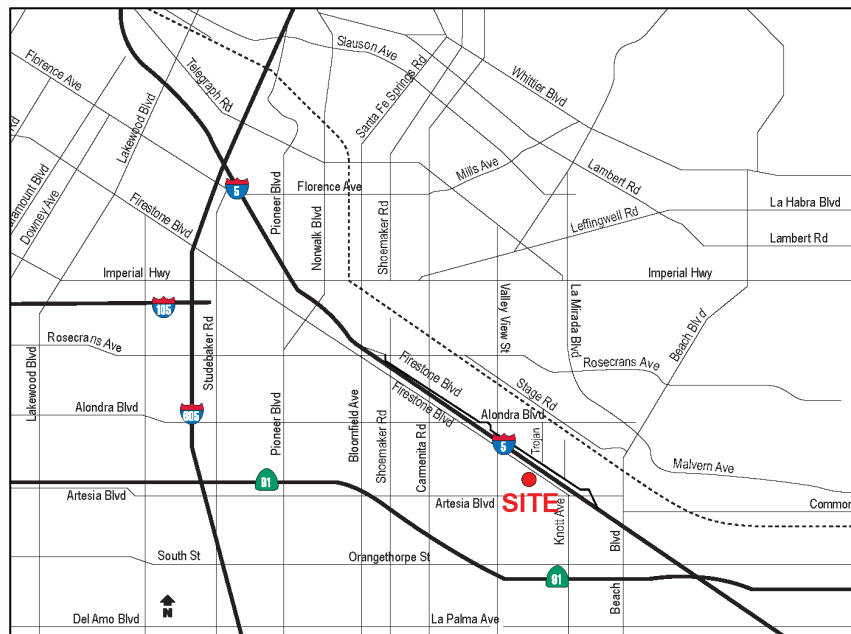 Slauson Ave
Florence Ave
Telegraph Rd
Santa Fe Springs Rd
Whittier Blvd
Lakewood Blvd
Rd
Mills Ave
Lambert Rd
5
Florence Ave
Paramount Blvd
Downey Ave
Firestone Blvd
Pioneer Blvd
Norwalk Blvd
Shoemaker Rd
Leffingwell Rd
La Habra Blvd
Lambert Rd
Imperial Hwy
Imperial Hwy
105
Valley View St
La Mirada Blvd
Beach Blvd
Rosecrans Ave
Studebaker Rd
Lakewood Blvd
Firestone Blvd
Firestone Blvd
Stage Rd
Rosecrans Ave
Alondra Blvd
605
Pioneer Blvd
Bloomfield Ave
Shoemaker Rd
Carmenita Rd
Alondra Blvd
5
Trojan
Malvern Ave
91
Artesia Blvd
Artesia Blvd
SITE
Knott Ave
Common
South St
Orangethorpe St
Blvd
91
Beach
N
Del Amo Blvd
La Palma Ave